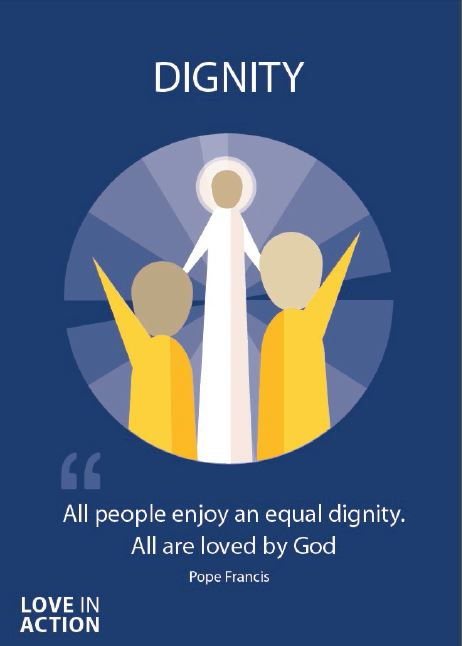 DIGNITY
“
All people enjoy an equal dignity.
All are loved by God
Pope Francis
LOVE IN
ACTION